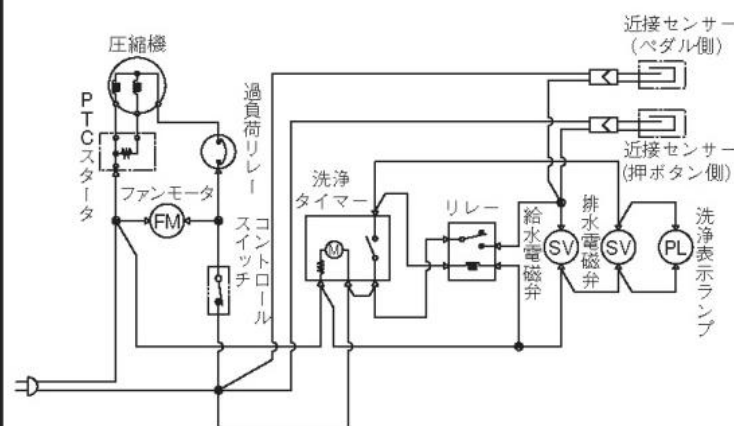 圧縮機
PTCスタータ
過負荷リレー
ファンモータ
FM
コントロール
スイッチ
洗浄
タイマー
M
リレー
給水電磁弁
SV
排水電磁弁
SV
PL
洗浄表示ランプ
近接センサー
(ペダル側)
近接センサー
(押ボタン側)